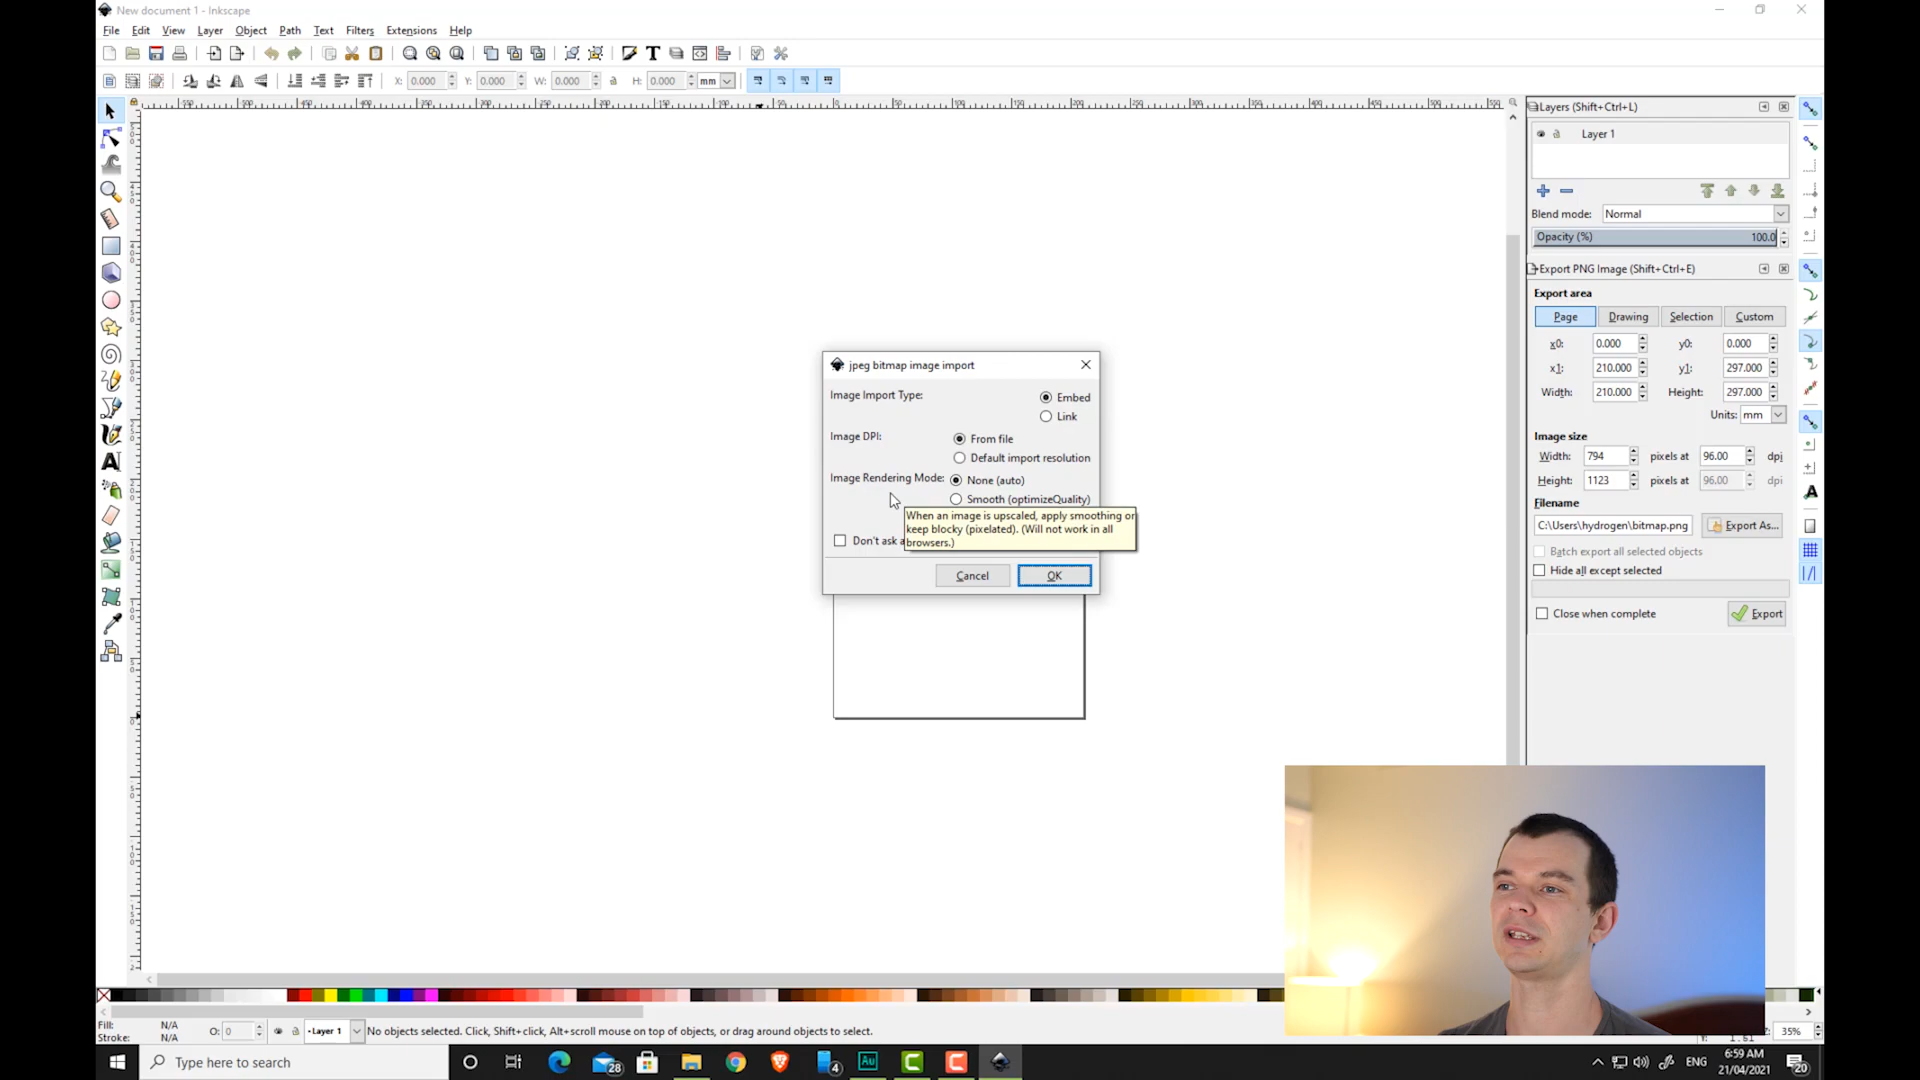 New document 1 - Inkscape
File Edit View Layer Object Path Text Filters Extensions Help
X: 0.000 Y: 0.000 W: 0.000 H: 0.000 mm
Layers (Shift+Ctrl+L)
Layer 1
Blend mode: Normal
Opacity (%) 100.0
Export PNG Image (Shift+Ctrl+E)
Export area
Page Drawing Selection Custom
x0: 0.000 y0: 0.000
x1: 210.000 y1: 297.000
Width: 210.000 Height: 297.000
Units: mm
Image size
Width: 794 pixels at 96.00 dpi
Height: 1123 pixels at 96.00 dpi
Filename
C:\Users\hydrogen\bitmap.png Export As...
Batch export all selected objects
Hide all except selected
Close when complete Export
jpeg bitmap image import
Image Import Type: Embed
Link
Image DPI: From file
Default import resolution
Image Rendering Mode: None (auto)
Smooth (optimizeQuality)
When an image is upscaled, apply smoothing or
keep blocky (pixelated). (Will not work in all
browsers.)
Don't ask
Cancel OK
Fill: N/A
Stroke: N/A
O: 0
Layer 1 No objects selected. Click, Shift+click, Alt+scroll mouse on top of objects, or drag around objects to select.
Z: 35%
Type here to search
28
4
Au
ENG
6:59 AM
21/04/2021
20